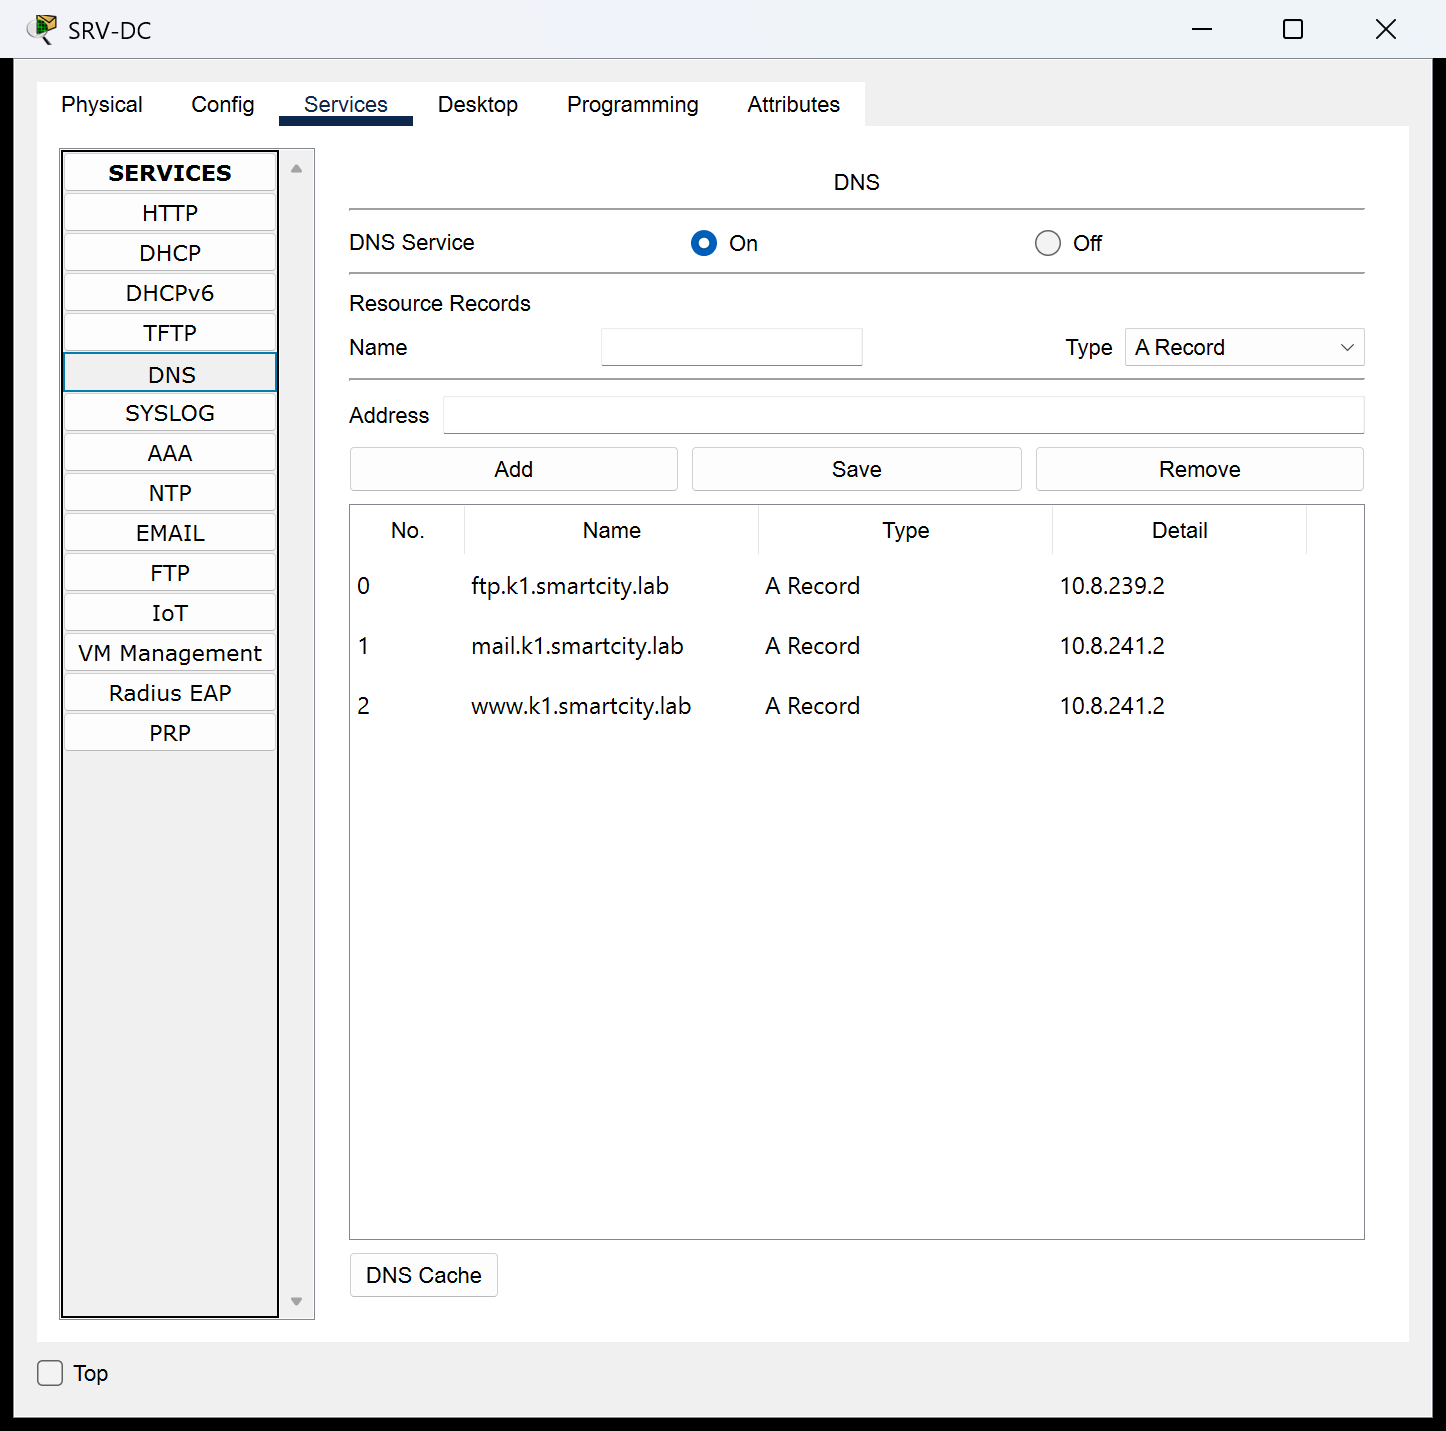 SRV-DC
Physical Config Services Desktop Programming Attributes
SERVICES
HTTP
DHCP
DHCPv6
TFTP
DNS
SYSLOG
AAA
NTP
EMAIL
FTP
IoT
VM Management
Radius EAP
PRP
DNS
DNS Service On Off
Resource Records
Name Type A Record
Address
Add Save Remove
No. Name Type Detail
0 ftp.k1.smartcity.lab A Record 10.8.239.2
1 mail.k1.smartcity.lab A Record 10.8.241.2
2 www.k1.smartcity.lab A Record 10.8.241.2
DNS Cache
Top